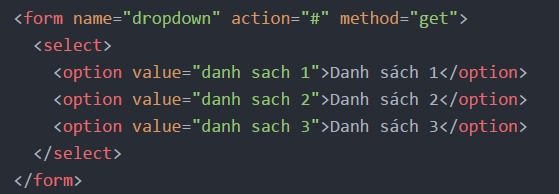 <form name="dropdown" action="#" method="get">
<select>
<option value="danh sach 1">Danh sách 1</option>
<option value="danh sach 2">Danh sách 2</option>
<option value="danh sach 3">Danh sách 3</option>
</select>
</form>